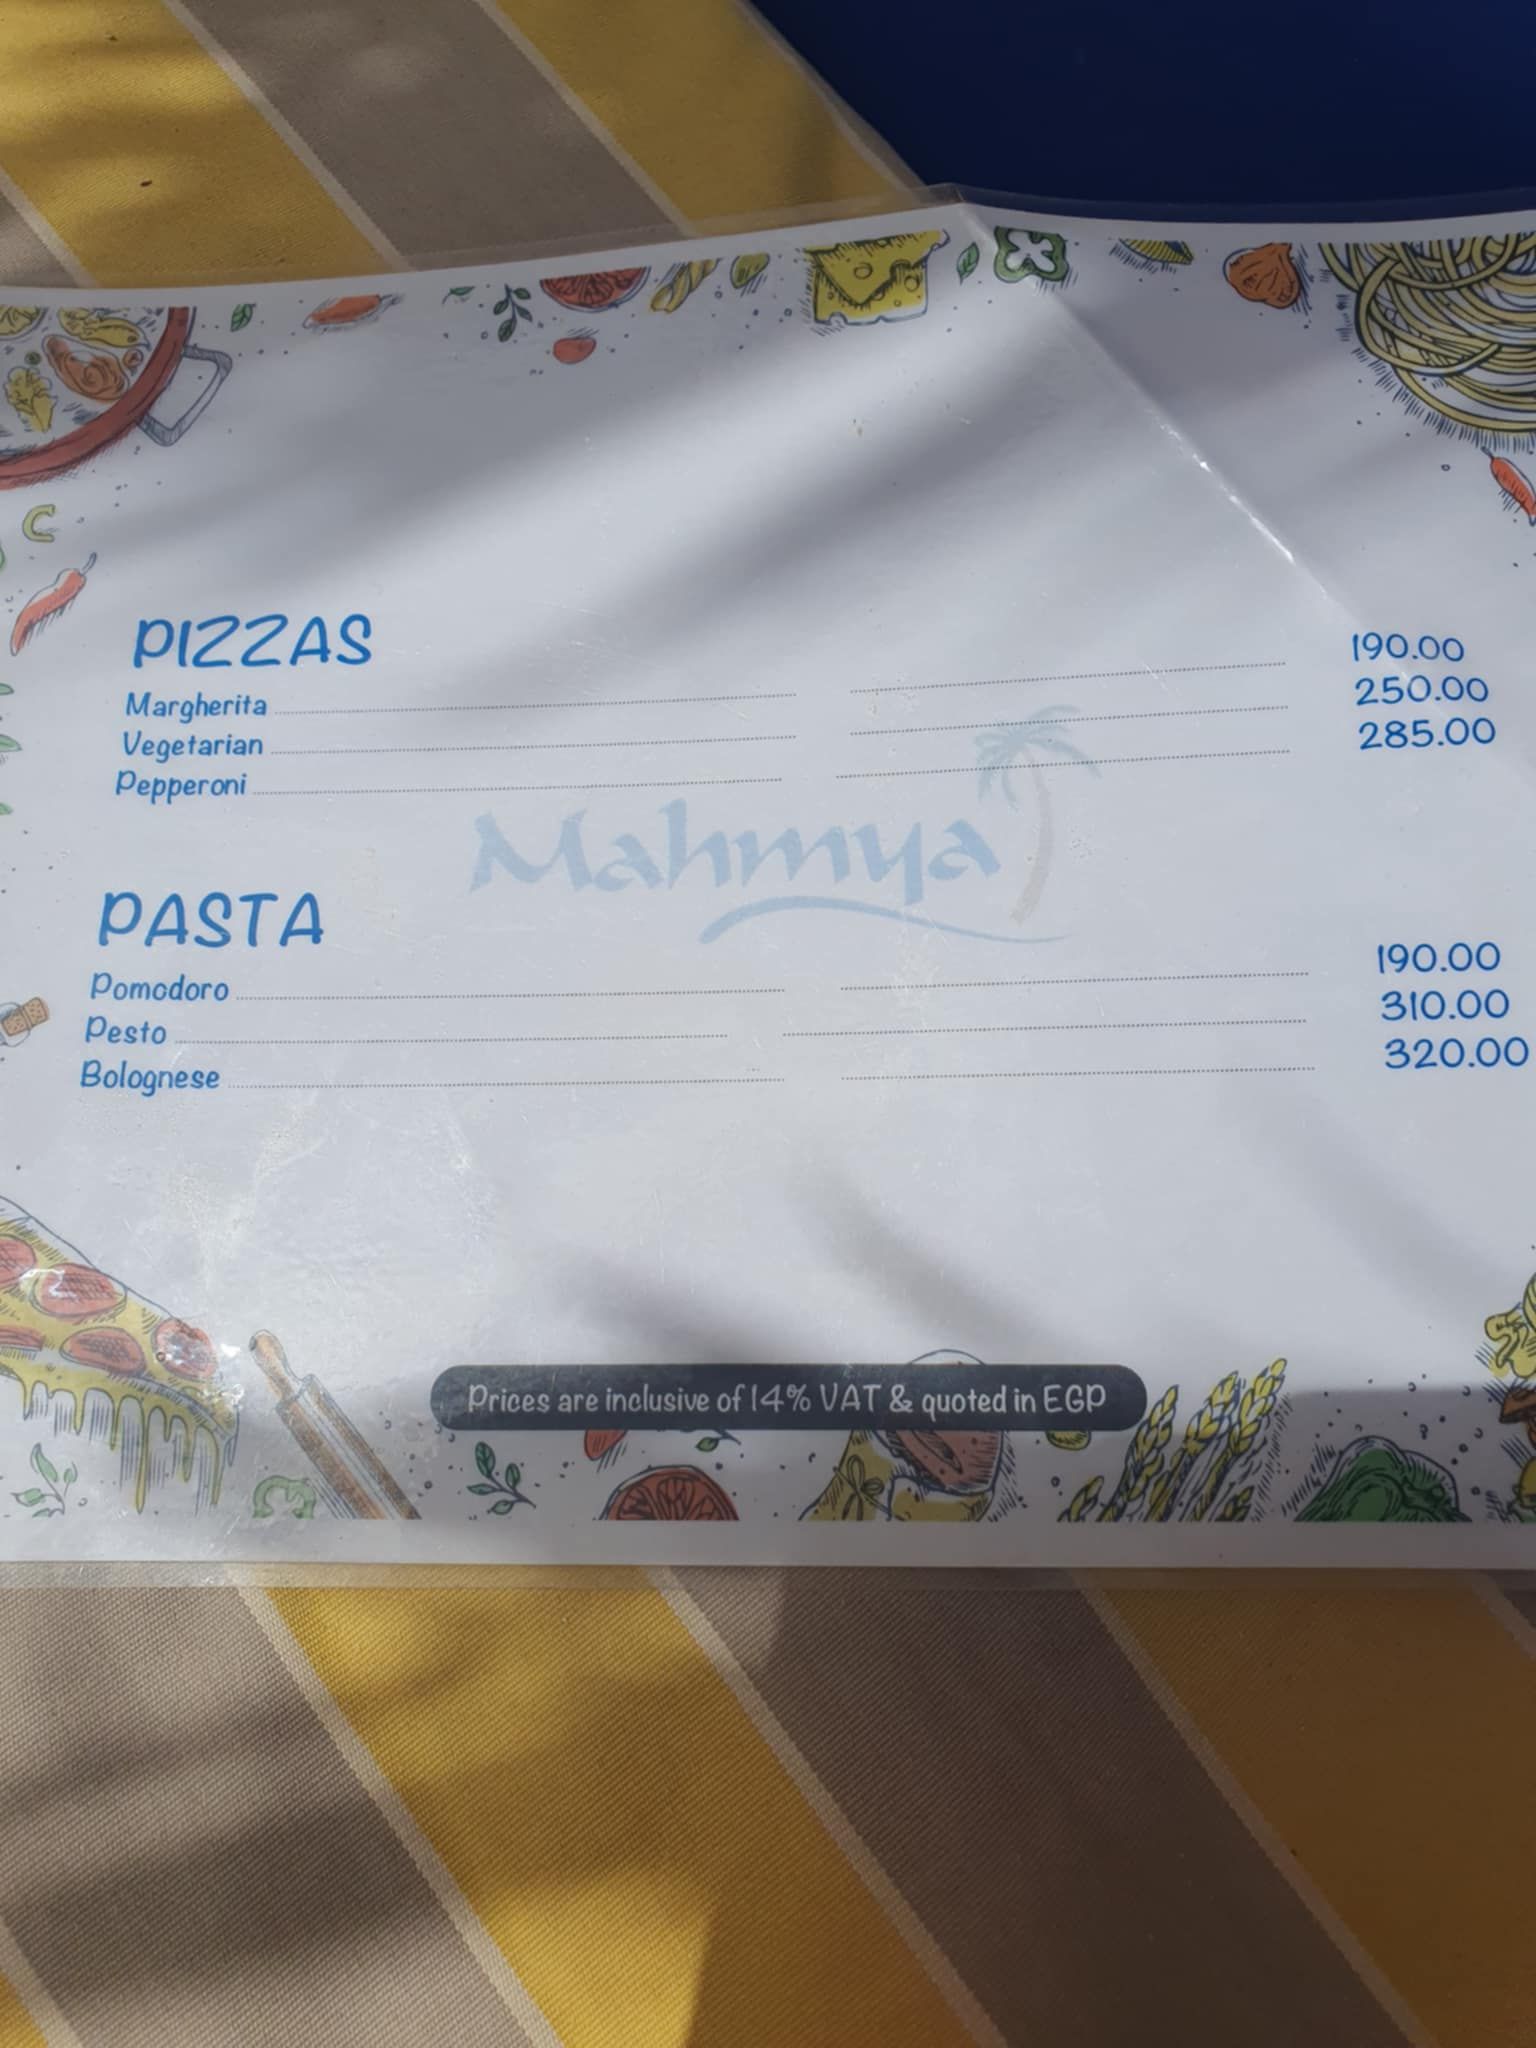 PIZZAS
Margherita 190.00
Vegetarian 250.00
Pepperoni 285.00
Mahmya
PASTA
Pomodoro 190.00
Pesto 310.00
Bolognese 320.00
Prices are inclusive of 14% VAT & quoted in EGP